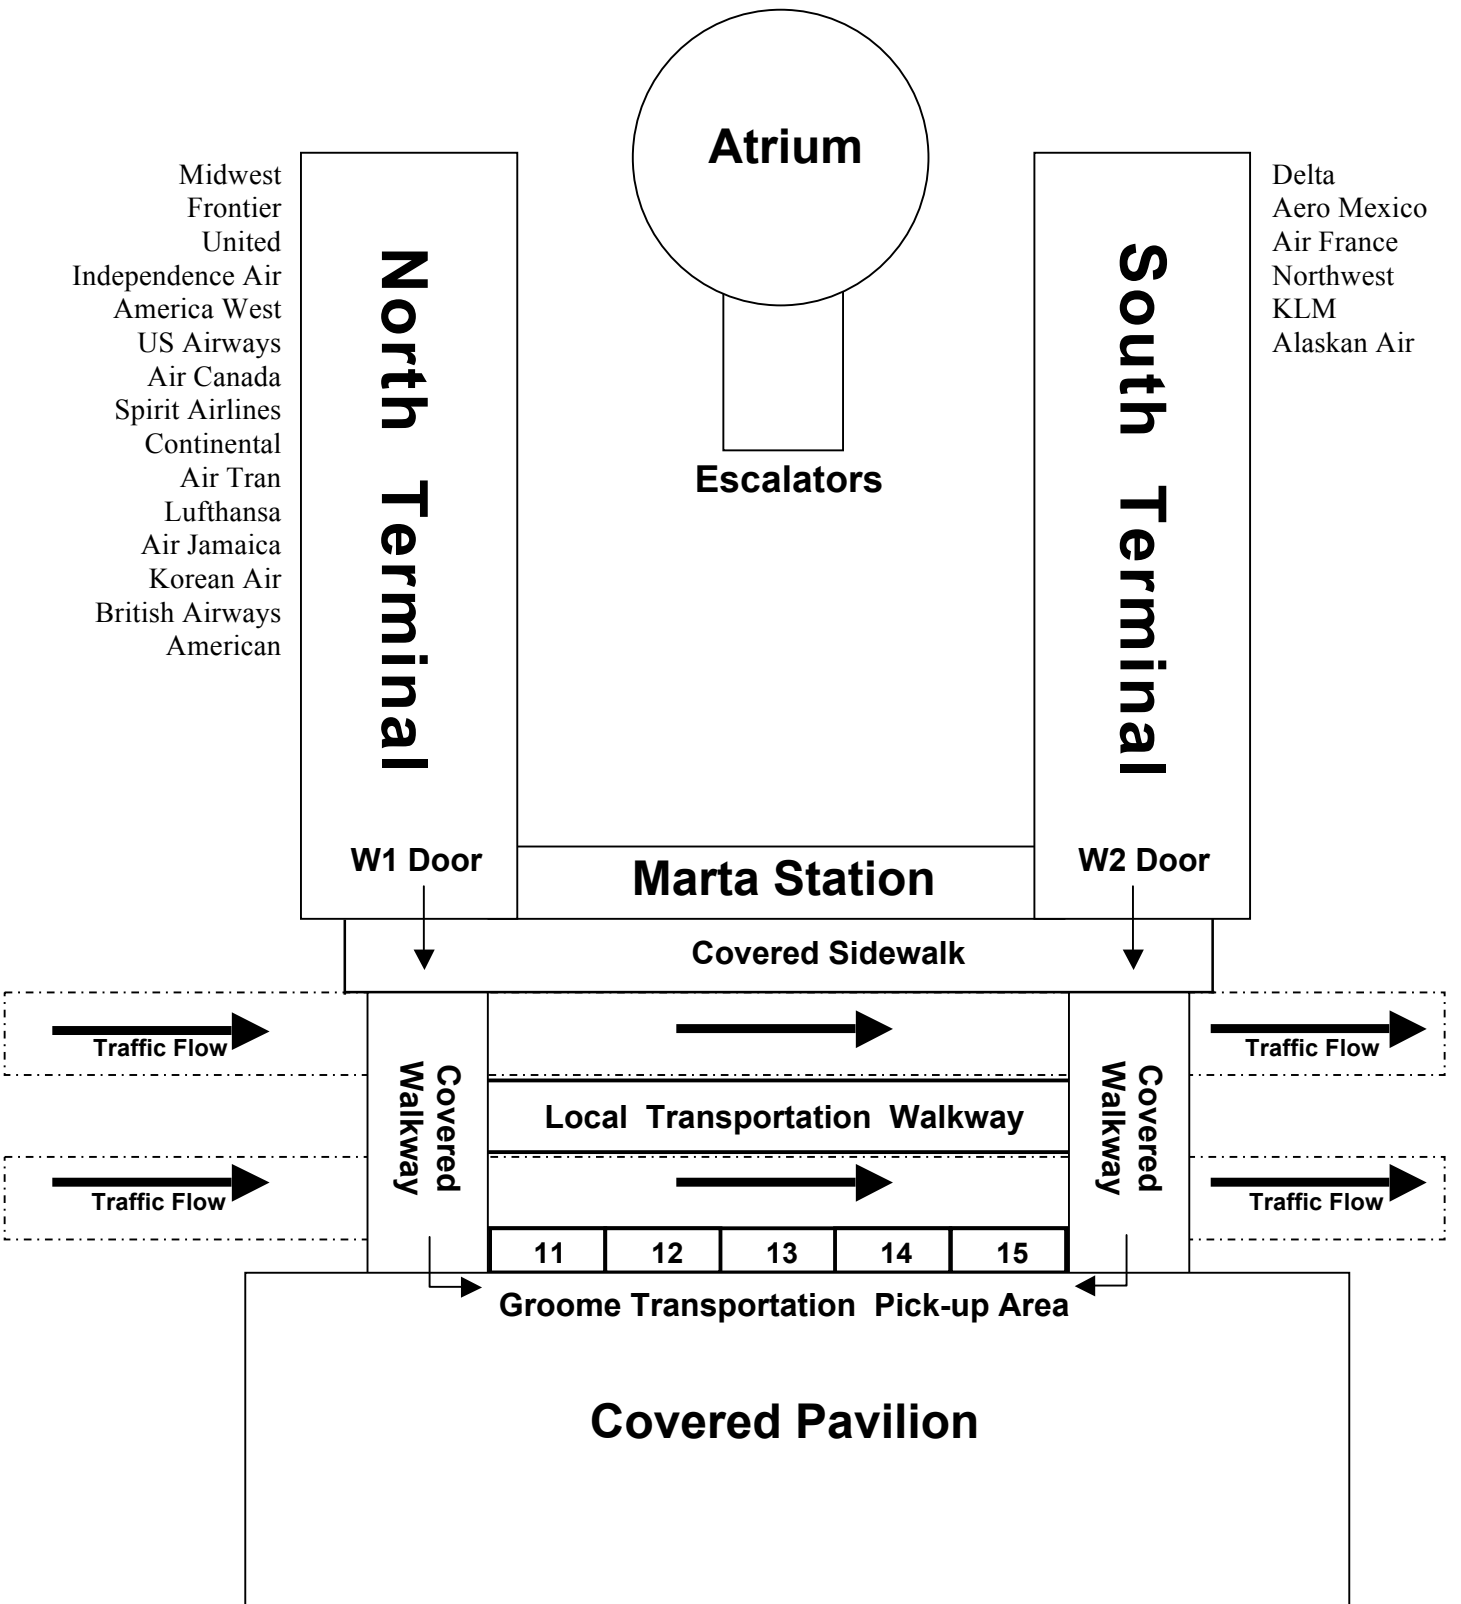 Atrium
Midwest
Frontier
United
Independence Air
America West
US Airways
Air Canada
Spirit Airlines
Continental
Air Tran
Lufthansa
Air Jamaica
Korean Air
British Airways
American
North Terminal
Escalators
South Terminal
Delta
Aero Mexico
Air France
Northwest
KLM
Alaskan Air
W1 Door
Marta Station
W2 Door
Covered Sidewalk
Traffic Flow
Traffic Flow
Covered
Walkway
Local Transportation Walkway
Covered
Walkway
Traffic Flow
Traffic Flow
11 12 13 14 15
Groome Transportation Pick-up Area
Covered Pavilion